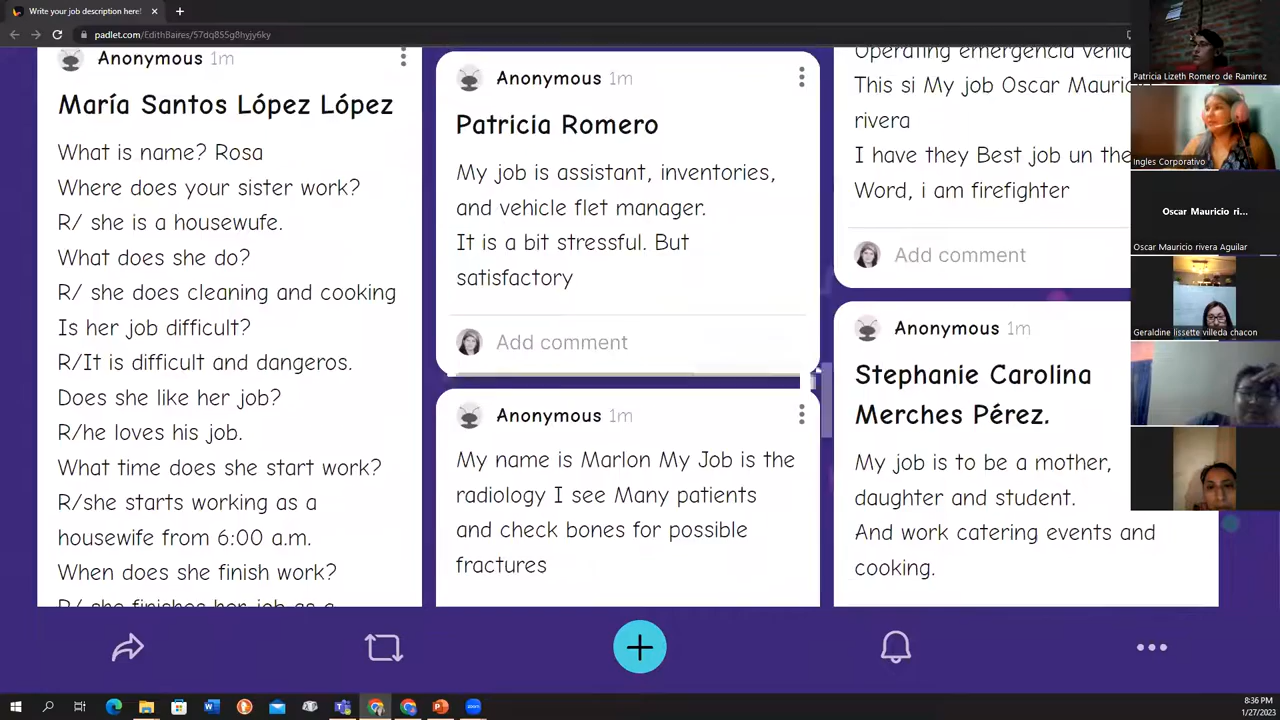 Write your job description here!
padlet.com/EdithBaires/57dq855g8hyjy6ky
Anonymous 1m
María Santos López López
What is name? Rosa
Where does your sister work?
R/ she is a housewufe.
What does she do?
R/ she does cleaning and cooking
Is her job difficult?
R/It is difficult and dangeros.
Does she like her job?
R/he loves his job.
What time does she start work?
R/she starts working as a
housewife from 6:00 a.m.
When does she finish work?
R/ she finishes her job as a
Anonymous 1m
Patricia Romero
My job is assistant, inventories,
and vehicle flet manager.
It is a bit stressful. But
satisfactory
Add comment
Anonymous 1m
My name is Marlon My Job is the
radiology I see Many patients
and check bones for possible
fractures
Operating emergencia
This si My job Oscar
rivera
I have they Best job un the
Word, i am firefighter
Add comment
Anonymous 1m
Stephanie Carolina
Merches Pérez.
My job is to be a mother,
daughter and student.
And work catering events and
cooking.
Patricia Lizeth Romero de Ramirez
Ingles Corporativo
Oscar Mauricio ri...
Oscar Mauricio rivera Aguilar
Geraldine lissette villeda chacon
8:36 PM
1/27/2023